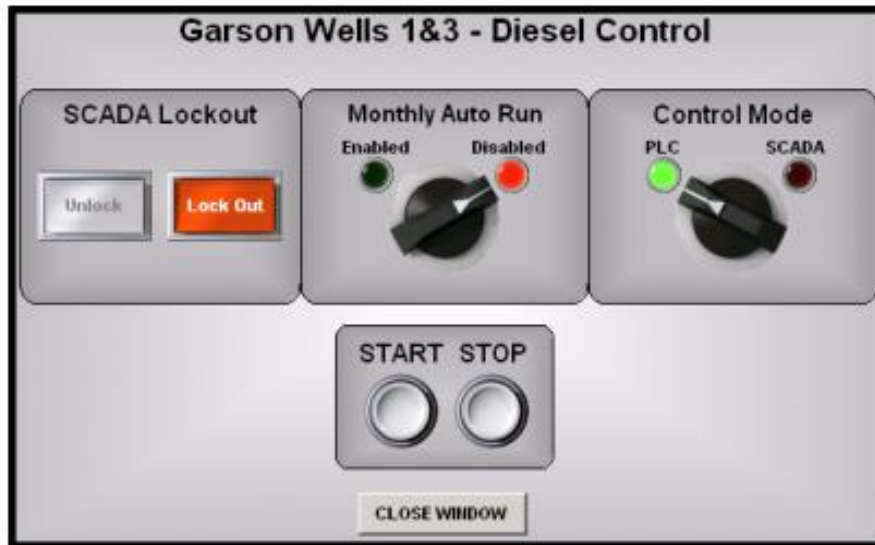 Garson Wells 1&3 - Diesel Control
SCADA Lockout
Unlock
Lock Out
Monthly Auto Run
Enabled
Disabled
Control Mode
PLC
SCADA
START STOP
CLOSE WINDOW